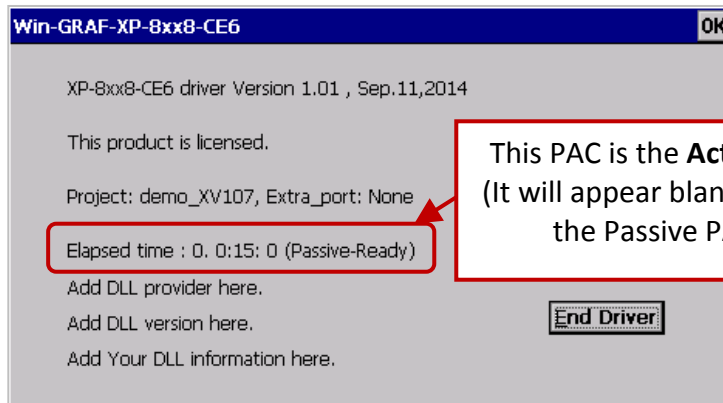 Win-GRAF-XP-8xx8-CE6
OK
XP-8xx8-CE6 driver Version 1.01 , Sep.11,2014
This product is licensed.
Project: demo_XV107, Extra_port: None
Elapsed time : 0. 0:15: 0 (Passive-Ready)
Add DLL provider here.
Add DLL version here.
Add Your DLL information here.
End Driver
This PAC is the
(It will appear
the Passive